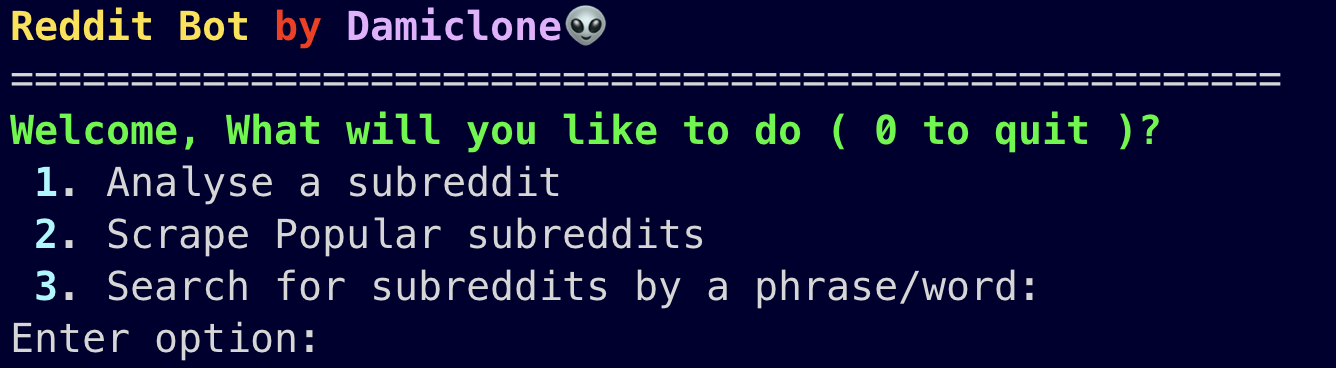 Reddit Bot by Damiclone👽
=====================================================
Welcome, What will you like to do ( 0 to quit )?
1. Analyse a subreddit
2. Scrape Popular subreddits
3. Search for subreddits by a phrase/word:
Enter option: